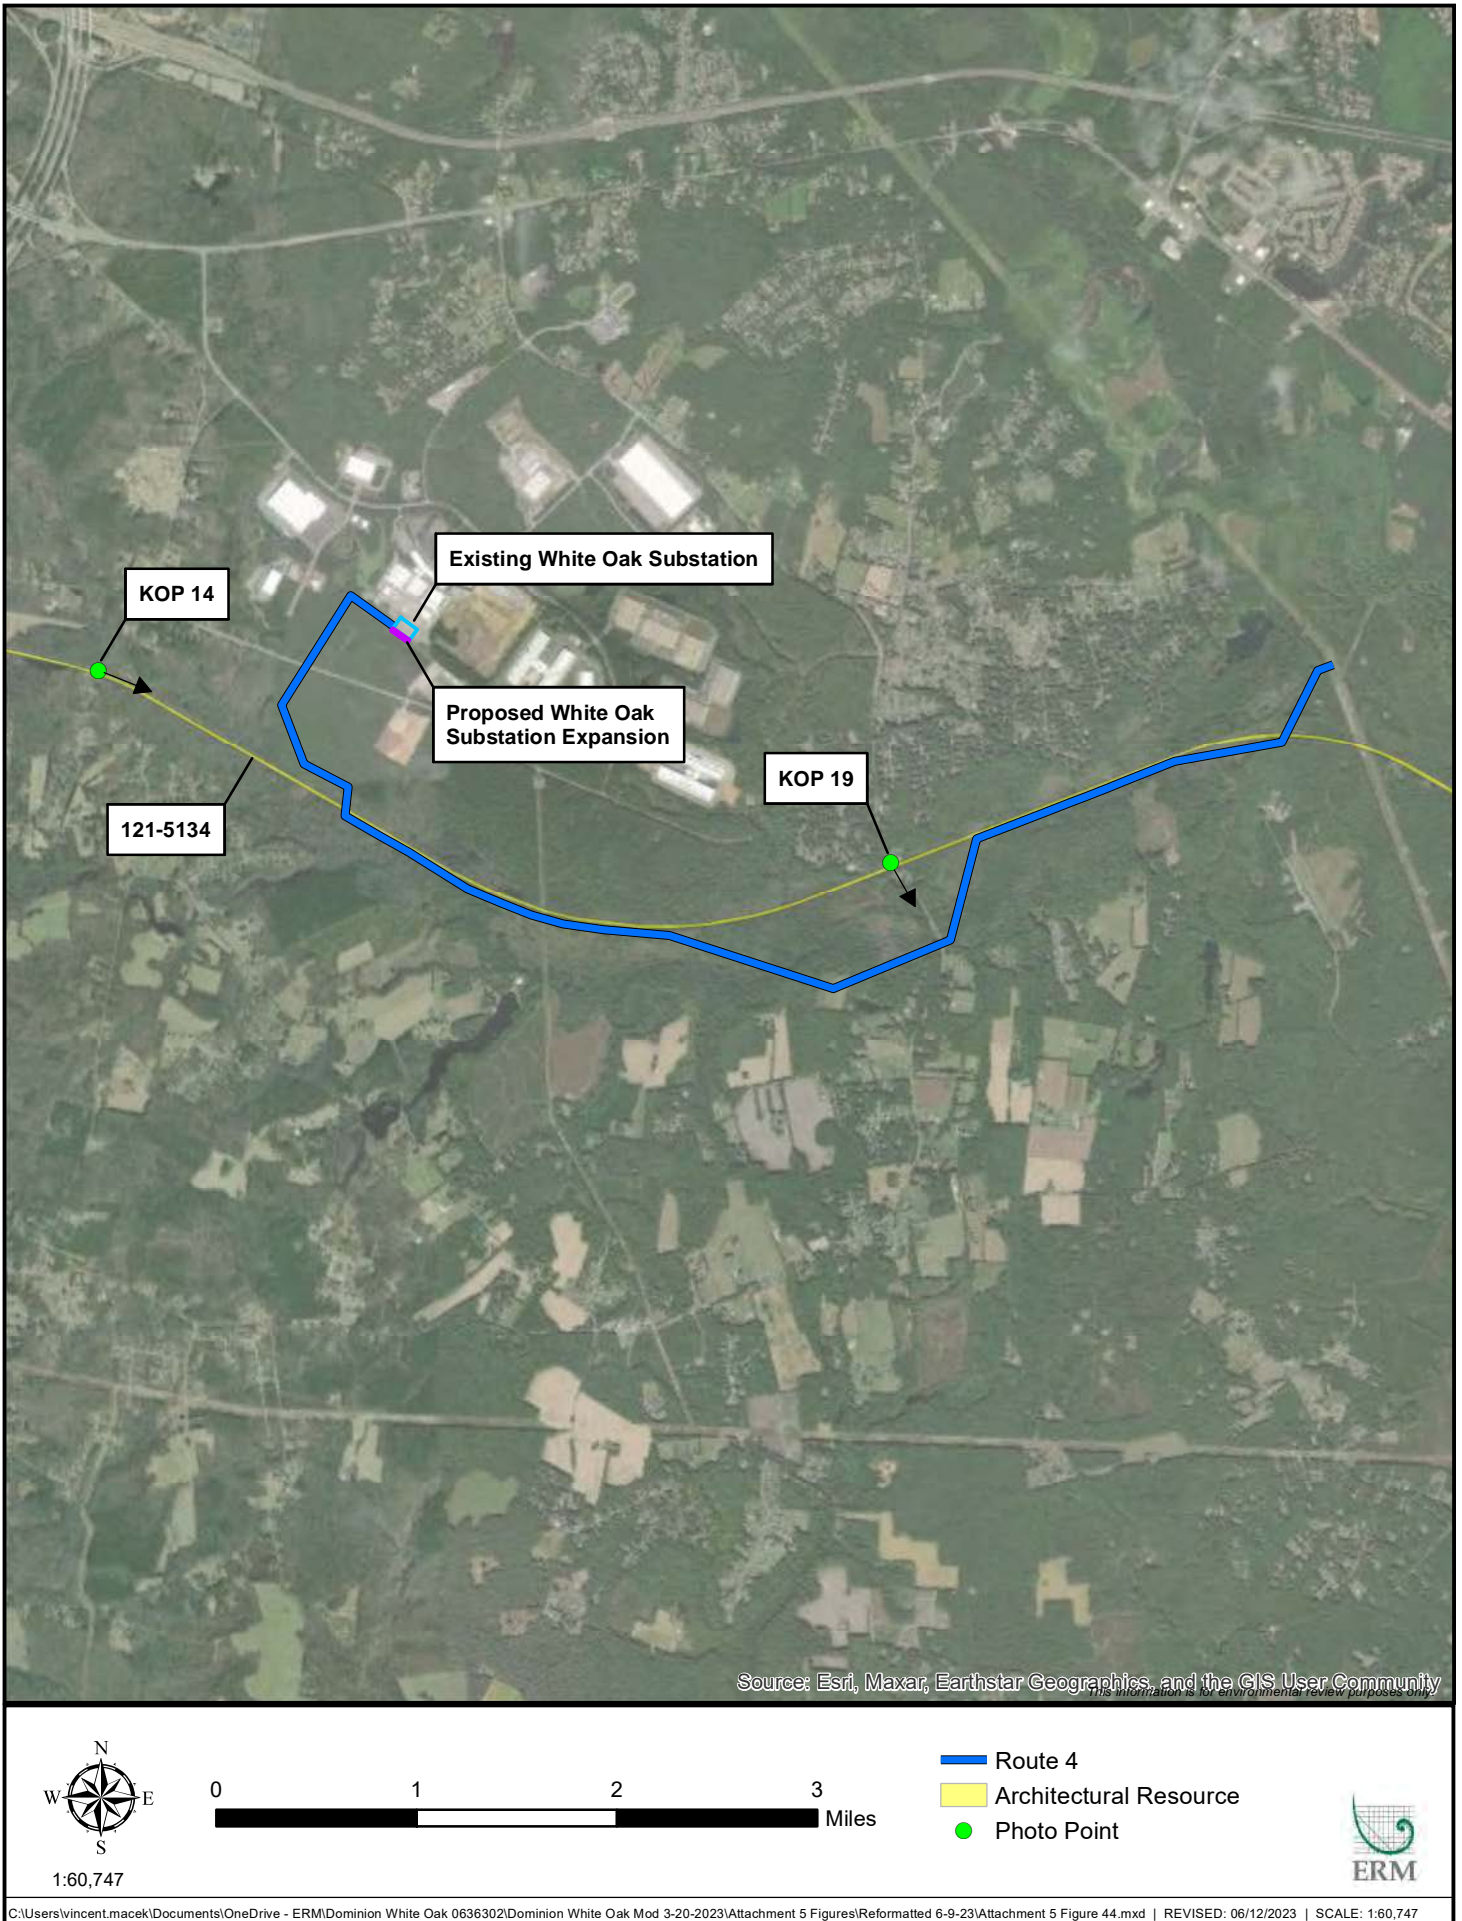 Existing White Oak Substation
KOP 14
Proposed White Oak
Substation Expansion
KOP 19
121-5134
Source: Esri, Maxar, Earthstar Geographics, and the GIS User Community
This information is for environmental review purposes only.
N
W E
S
1:60,747
0 1 2 3
Miles
Route 4
Architectural Resource
Photo Point
ERM
C:\Users\vincent.macek\Documents\OneDrive - ERM\Dominion White Oak 0636302\Dominion White Oak Mod 3-20-2023\Attachment 5 Figures\Reformatted 6-9-23\Attachment 5 Figure 44.mxd | REVISED: 06/12/2023 | SCALE: 1:60,747